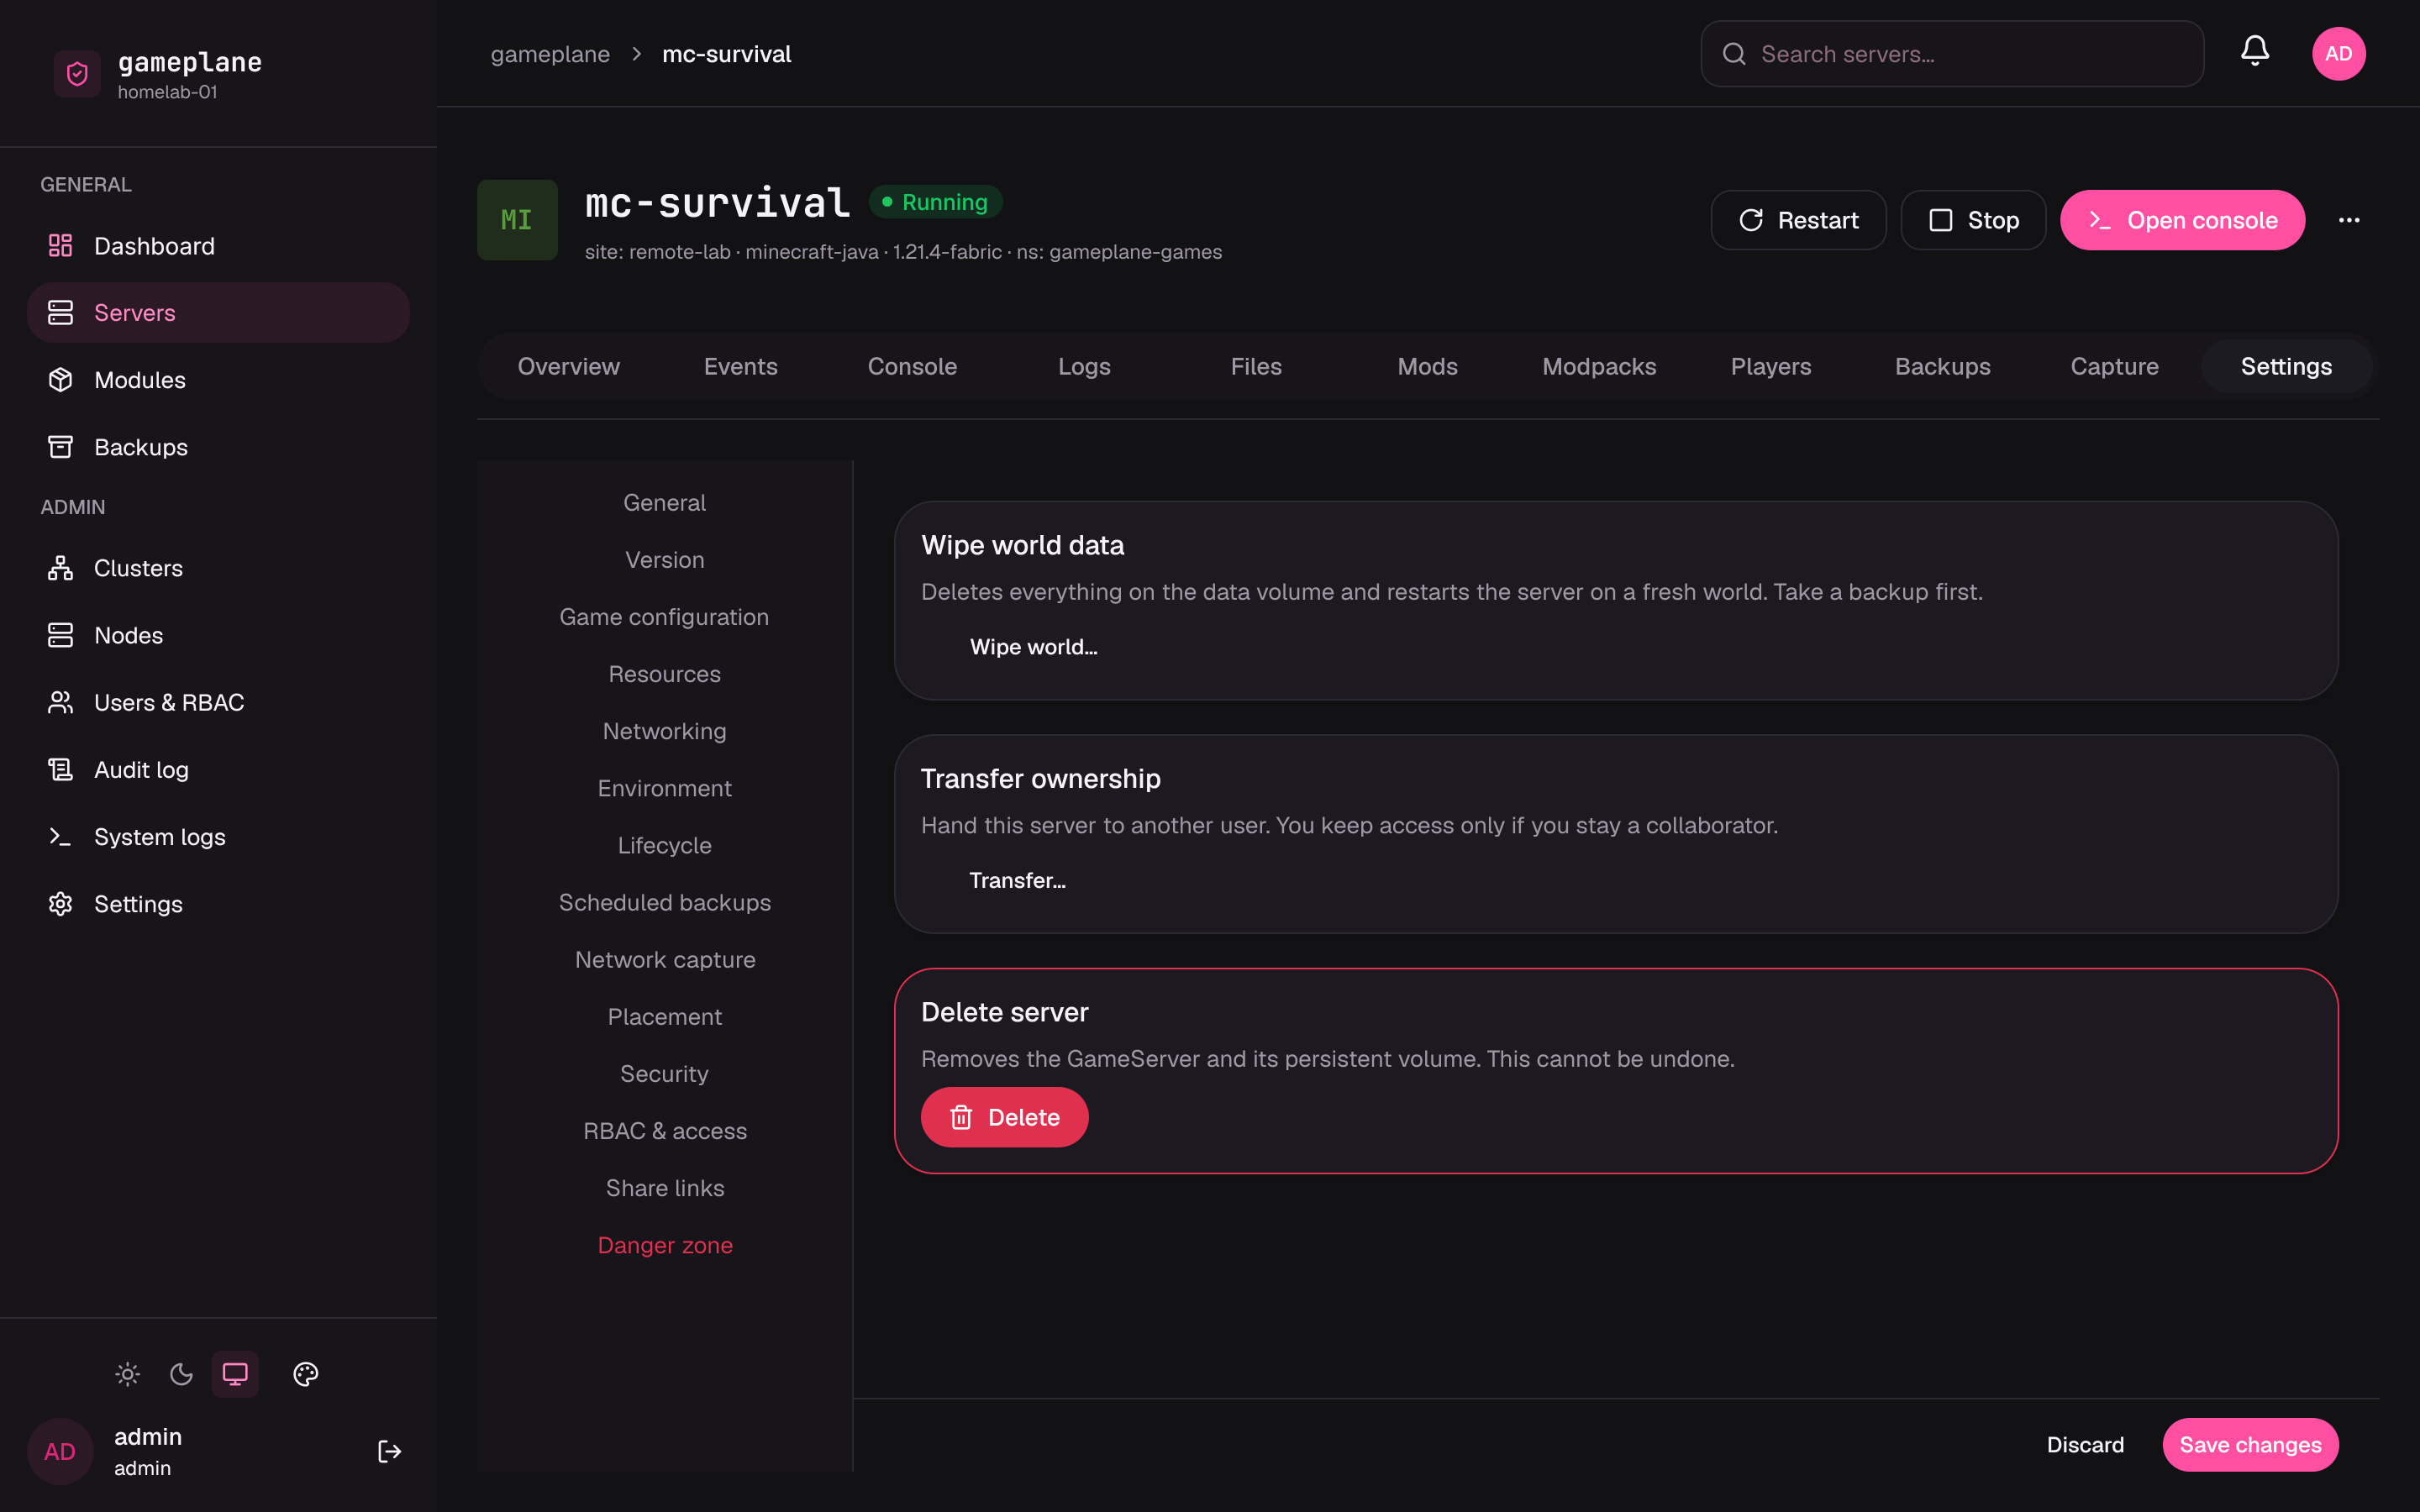 gameplane
homelab-01
GENERAL
Dashboard
Servers
Modules
Backups
ADMIN
Clusters
Nodes
Users & RBAC
Audit log
System logs
Settings
AD
admin
admin
gameplane > mc-survival
Search servers...
AD
MI
mc-survival
Running
site: remote-lab · minecraft-java · 1.21.4-fabric · ns: gameplane-games
Restart
Stop
Open console
Overview
Events
Console
Logs
Files
Mods
Modpacks
Players
Backups
Capture
Settings
General
Version
Game configuration
Resources
Networking
Environment
Lifecycle
Scheduled backups
Network capture
Placement
Security
RBAC & access
Share links
Danger zone
Wipe world data
Deletes everything on the data volume and restarts the server on a fresh world. Take a backup first.
Wipe world...
Transfer ownership
Hand this server to another user. You keep access only if you stay a collaborator.
Transfer...
Delete server
Removes the GameServer and its persistent volume. This cannot be undone.
Delete
Discard
Save changes